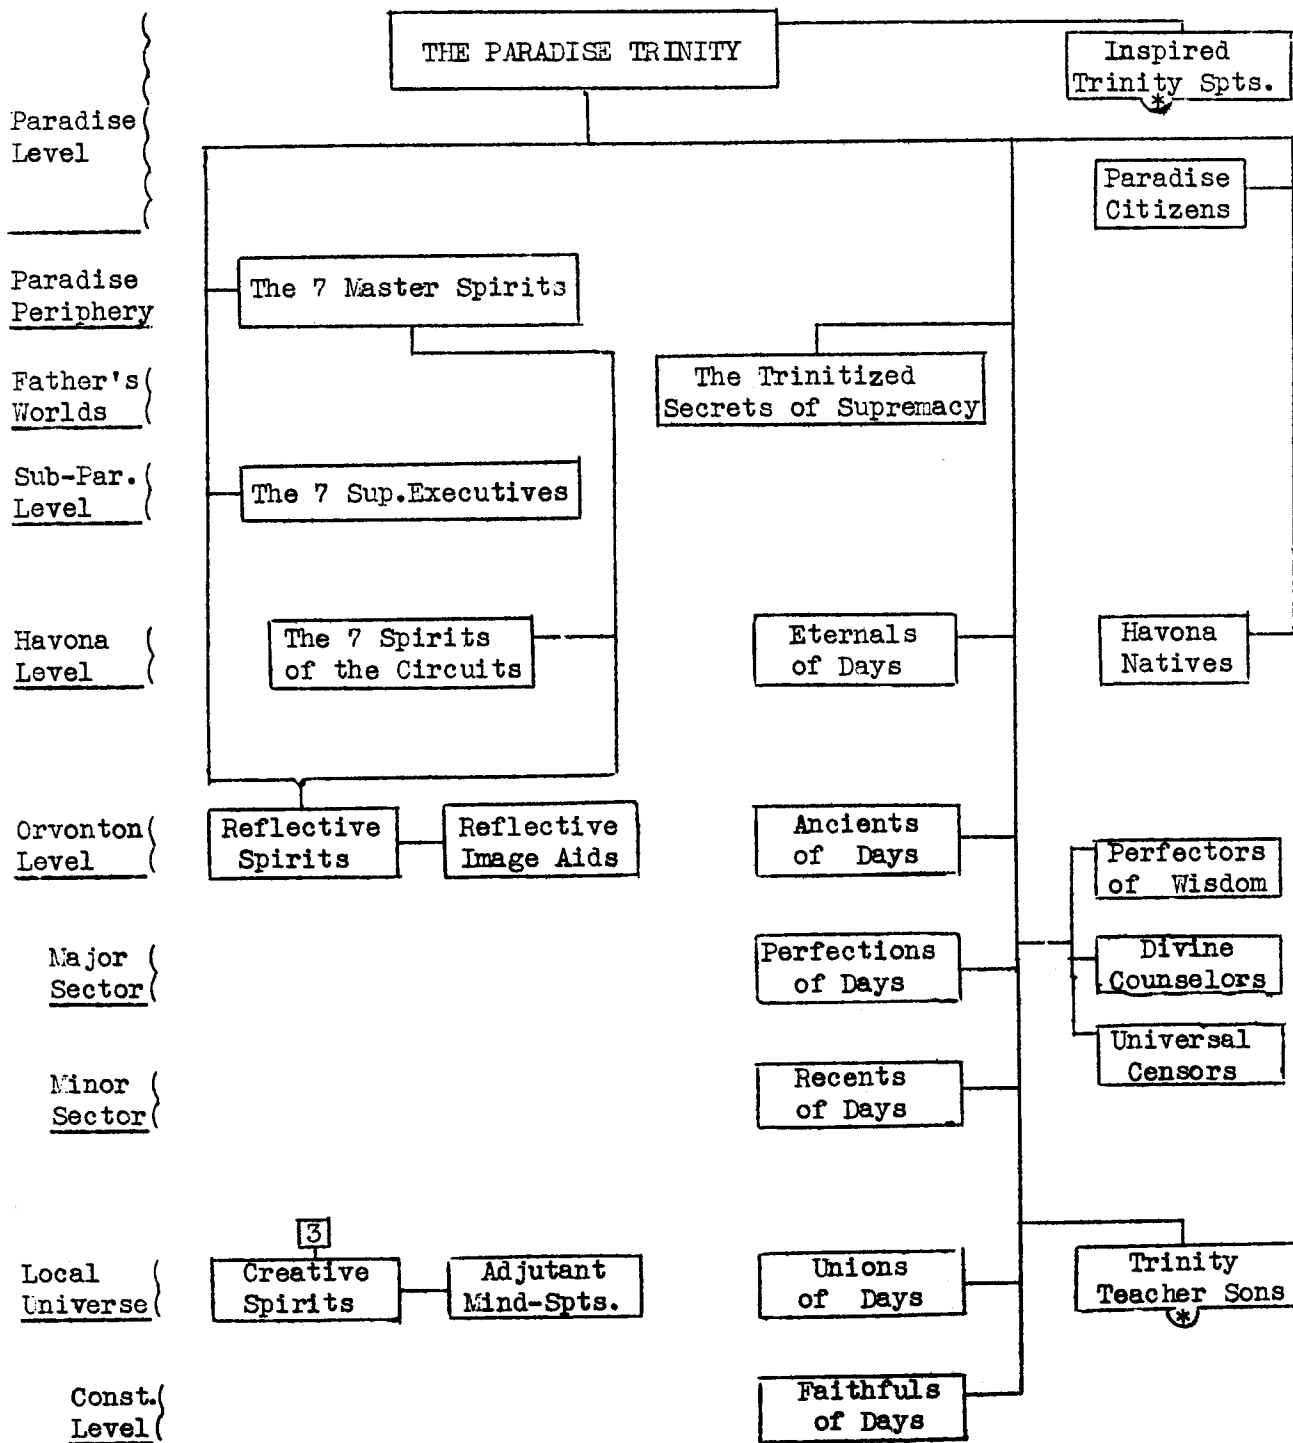 THE PARADISE TRINITY
Inspired
Trinity Spts.
*
Paradise
Level
Paradise
Citizens
Paradise
Periphery
The 7 Master Spirits
Father's
Worlds
The Trinitized
Secrets of Supremacy
Sub-Par.
Level
The 7 Sup.Executives
Havona
Level
The 7 Spirits
of the Circuits
Eternals
of Days
Havona
Natives
Orvonton
Level
Reflective
Spirits
Reflective
Image Aids
Ancients
of Days
Perfectors
of Wisdom
Major
Sector
Perfections
of Days
Divine
Counselors
Universal
Censors
Minor
Sector
Recents
of Days
3
Local
Universe
Creative
Spirits
Adjutant
Mind-Spts.
Unions
of Days
Trinity
Teacher Sons
*
Const.
Level
Faithfuls
of Days